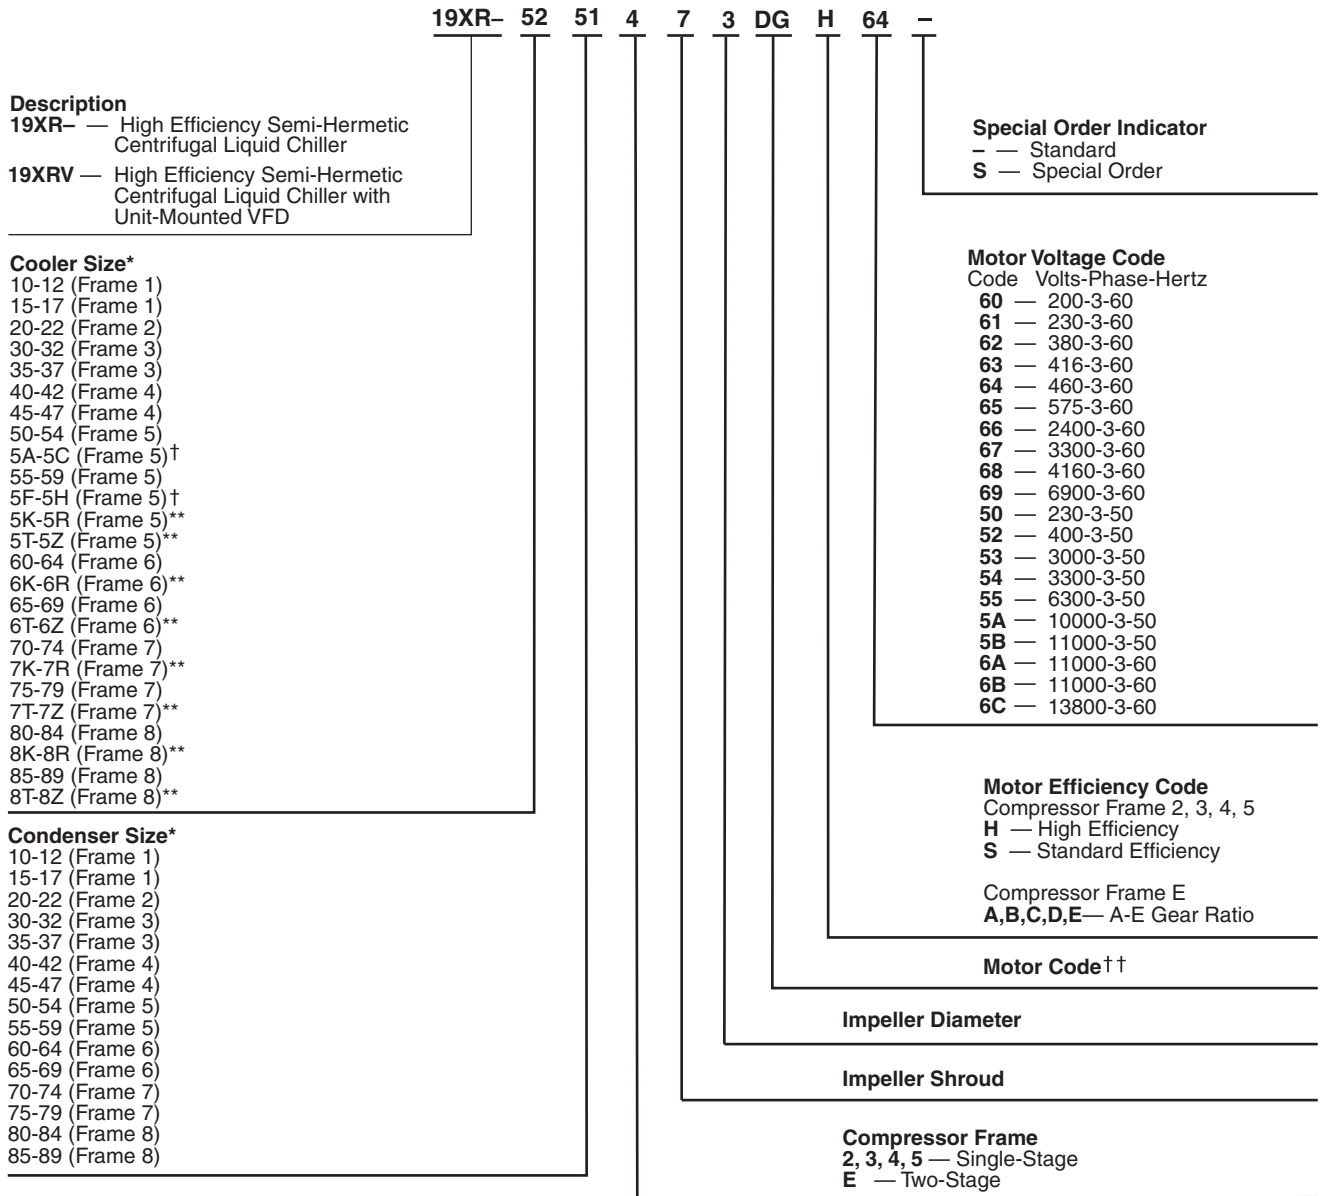 19XR– 52 51 4 7 3 DG H 64 –
Description
19XR– — High Efficiency Semi-Hermetic
Centrifugal Liquid Chiller
19XRV — High Efficiency Semi-Hermetic
Centrifugal Liquid Chiller with
Unit-Mounted VFD
Cooler Size*
10-12 (Frame 1)
15-17 (Frame 1)
20-22 (Frame 2)
30-32 (Frame 3)
35-37 (Frame 3)
40-42 (Frame 4)
45-47 (Frame 4)
50-54 (Frame 5)
5A-5C (Frame 5)†
55-59 (Frame 5)
5F-5H (Frame 5)†
5K-5R (Frame 5)**
5T-5Z (Frame 5)**
60-64 (Frame 6)
6K-6R (Frame 6)**
65-69 (Frame 6)
6T-6Z (Frame 6)**
70-74 (Frame 7)
7K-7R (Frame 7)**
75-79 (Frame 7)
7T-7Z (Frame 7)**
80-84 (Frame 8)
8K-8R (Frame 8)**
85-89 (Frame 8)
8T-8Z (Frame 8)**
Condenser Size*
10-12 (Frame 1)
15-17 (Frame 1)
20-22 (Frame 2)
30-32 (Frame 3)
35-37 (Frame 3)
40-42 (Frame 4)
45-47 (Frame 4)
50-54 (Frame 5)
55-59 (Frame 5)
60-64 (Frame 6)
65-69 (Frame 6)
70-74 (Frame 7)
75-79 (Frame 7)
80-84 (Frame 8)
85-89 (Frame 8)
Special Order Indicator
– — Standard
S — Special Order
Motor Voltage Code
Code Volts-Phase-Hertz
60 — 200-3-60
61 — 230-3-60
62 — 380-3-60
63 — 416-3-60
64 — 460-3-60
65 — 575-3-60
66 — 2400-3-60
67 — 3300-3-60
68 — 4160-3-60
69 — 6900-3-60
50 — 230-3-50
52 — 400-3-50
53 — 3000-3-50
54 — 3300-3-50
55 — 6300-3-50
5A — 10000-3-50
5B — 11000-3-50
6A — 11000-3-60
6B — 11000-3-60
6C — 13800-3-60
Motor Efficiency Code
Compressor Frame 2, 3, 4, 5
H — High Efficiency
S — Standard Efficiency
Compressor Frame E
A,B,C,D,E— A-E Gear Ratio
Motor Code††
Impeller Diameter
Impeller Shroud
Compressor Frame
2, 3, 4, 5 — Single-Stage
E — Two-Stage